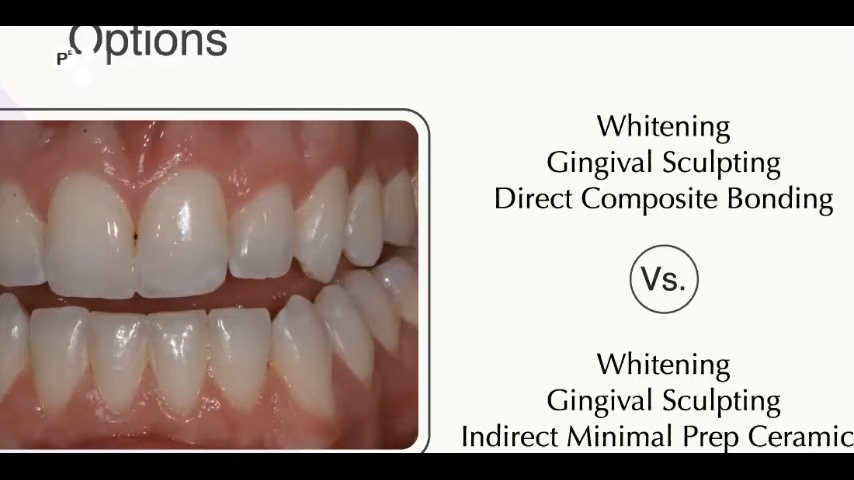 Options
Whitening
Gingival Sculpting
Direct Composite Bonding
Vs.
Whitening
Gingival Sculpting
Indirect Minimal Prep Ceramic